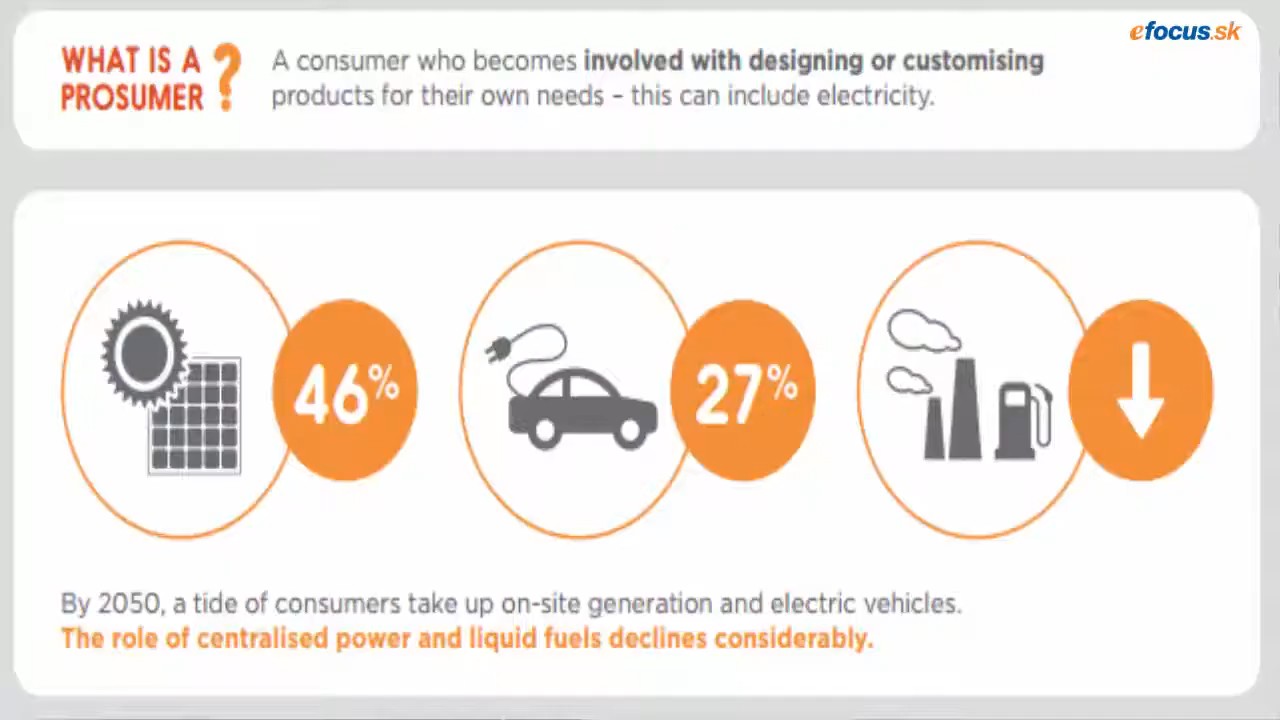 efocus.sk
WHAT IS A
PROSUMER ?
A consumer who becomes involved with designing or customising
products for their own needs – this can include electricity.
46%
27%
By 2050, a tide of consumers take up on-site generation and electric vehicles.
The role of centralised power and liquid fuels declines considerably.